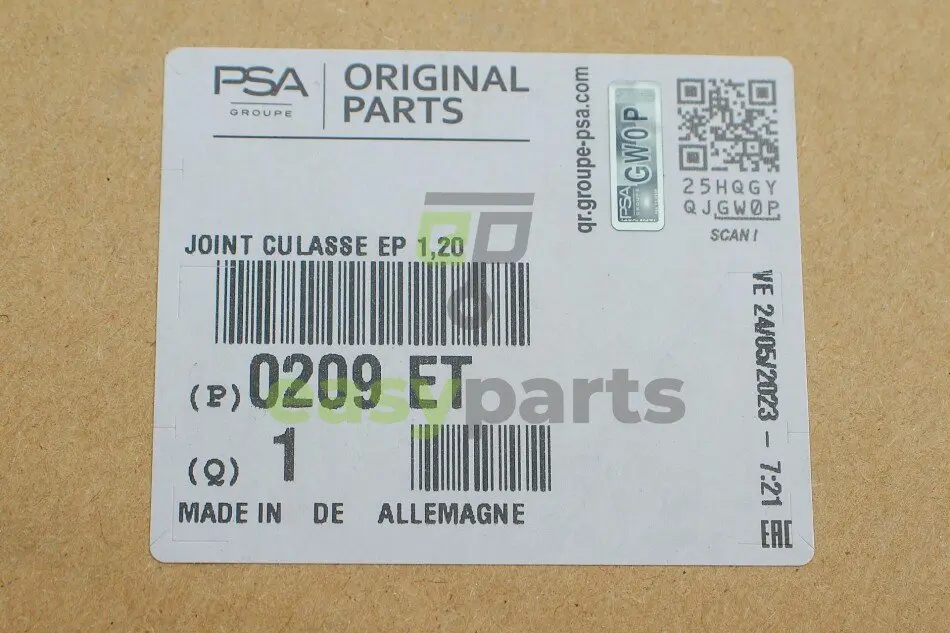 PSA
GROUPE
ORIGINAL
PARTS
qr.groupe-psa.com
PSA
GW0P
25HQGY
QJGW0P
SCAN!
JOINT CULASSE EP 1,20
(P) 0209 ET
easyparts
(Q) 1
MADE IN DE ALLEMAGNE
VE 24/05/2023 - 7:21
EAC